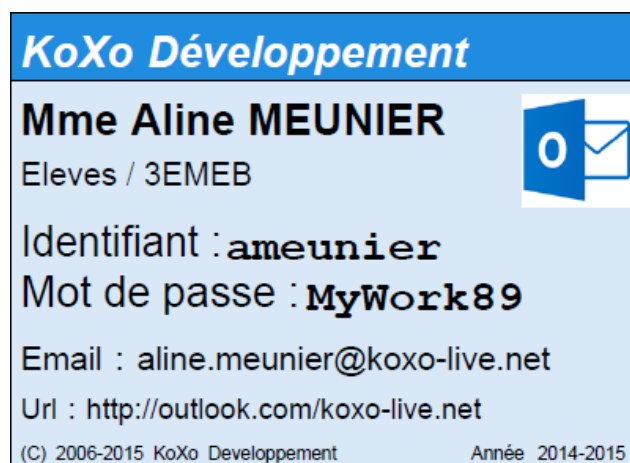 KoXo Développement
Mme Aline MEUNIER
O
Eleves / 3EMEB
Identifiant : ameunier
Mot de passe : MyWork89
Email : aline.meunier@koxo-live.net
Url : http://outlook.com/koxo-live.net
(C) 2006-2015 KoXo Developpement Année 2014-2015